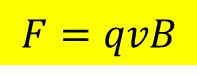 F = qvB